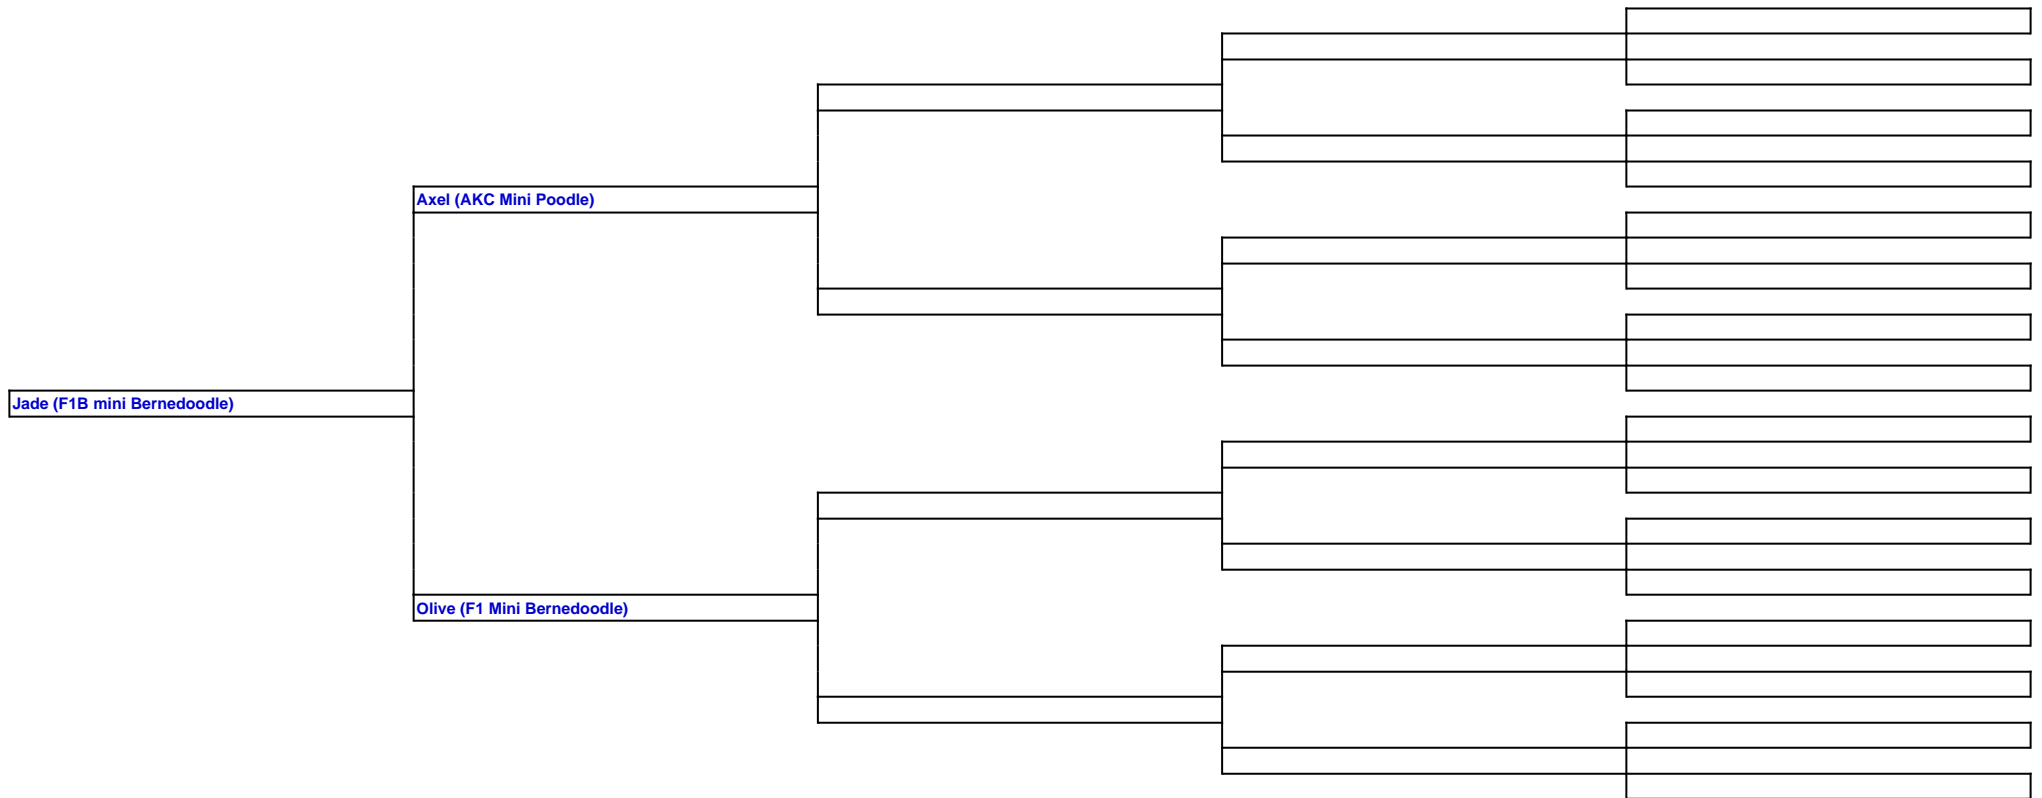 Axel (AKC Mini Poodle)
Jade (F1B mini Bernedoodle)
Olive (F1 Mini Bernedoodle)